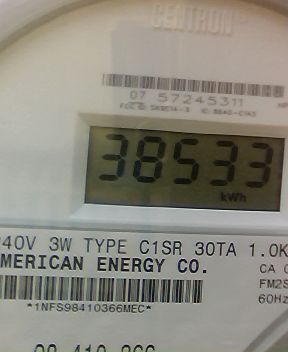 CENTRON
07 57245311
38533
kWh
240V 3W TYPE C1SR 30TA 1.0K
AMERICAN ENERGY CO.
CA 0
FM2S
60Hz
*1NFS98410366MEC*